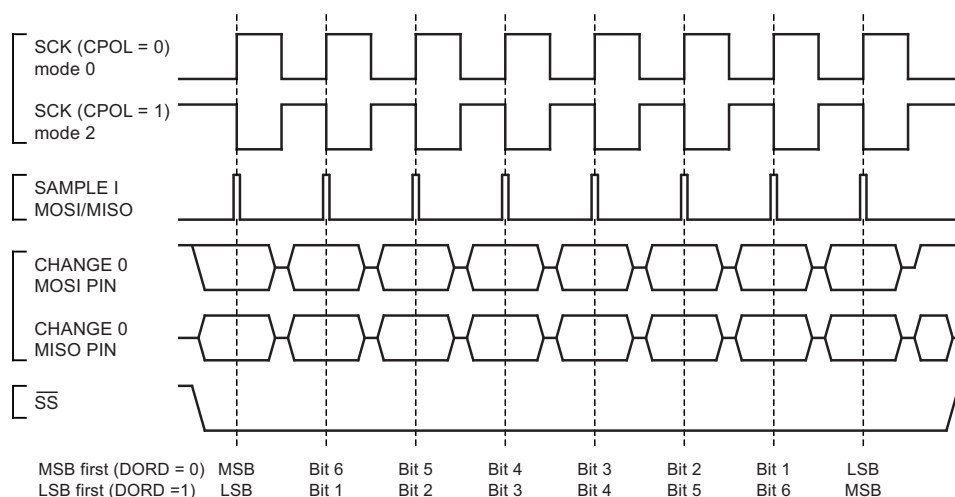 SCK (CPOL = 0)
mode 0
SCK (CPOL = 1)
mode 2
SAMPLE I
MOSI/MISO
CHANGE 0
MOSI PIN
CHANGE 0
MISO PIN
SS
MSB first (DORD = 0) MSB Bit 6 Bit 5 Bit 4 Bit 3 Bit 2 Bit 1 LSB
LSB first (DORD =1) LSB Bit 1 Bit 2 Bit 3 Bit 4 Bit 5 Bit 6 MSB